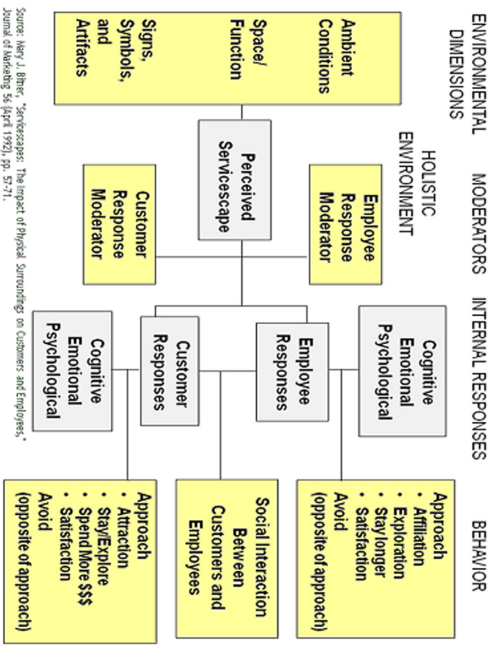 ENVIRONMENTAL
DIMENSIONS
HOLISTIC
ENVIRONMENT
MODERATORS
INTERNAL RESPONSES
BEHAVIOR
Ambient
Conditions
Space/
Function
Signs,
Symbols,
and
Artifacts
Perceived
Servicescape
Employee
Response
Moderator
Customer
Response
Moderator
Cognitive
Emotional
Psychological
Employee
Responses
Customer
Responses
Cognitive
Emotional
Psychological
Approach
• Affiliation
• Exploration
• Stay longer
• Satisfaction
Avoid
(opposite of approach)
Social Interaction
Between
Customers and
Employees
Approach
• Attraction
• Stay/Explore
• Spend More $$$
• Satisfaction
Avoid
(opposite of approach)
Source: Mary J. Bitner, "Servicescapes: The Impact of Physical Surroundings on Customers and Employees,"
Journal of Marketing 56 (April 1992), pp. 57-71.